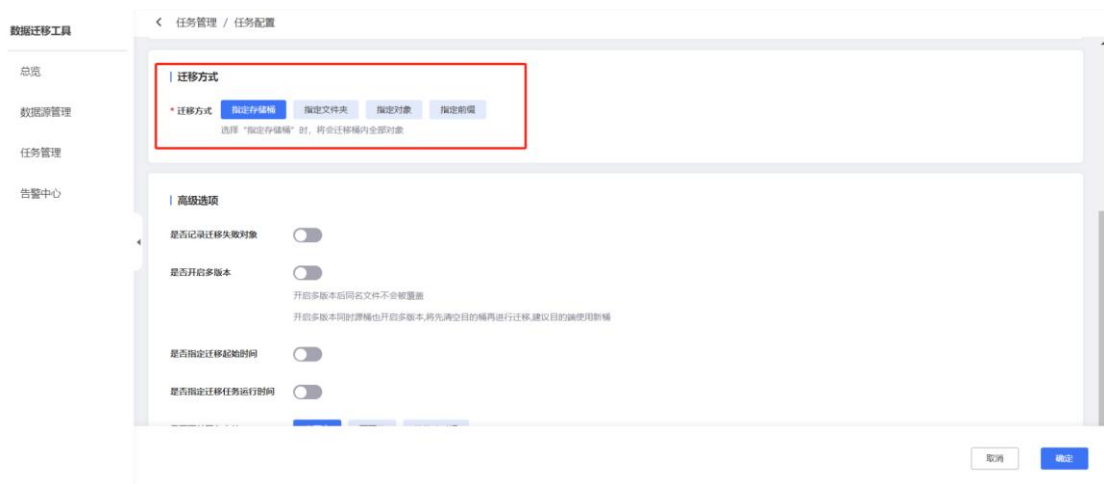 数据迁移工具
总览
数据源管理
任务管理
告警中心
任务管理 / 任务配置
迁移方式
* 迁移方式 指定存储桶 指定文件夹 指定对象 指定前缀
选择 "指定存储桶" 时，将会迁移桶内全部对象
高级选项
是否记录迁移失败对象
是否开启多版本
开启多版本后同名文件不会被覆盖
开启多版本同时源桶也开启多版本,将先清空目的桶再进行迁移,建议目的端使用新桶
是否指定迁移起始时间
是否指定迁移任务运行时间
取消 确定